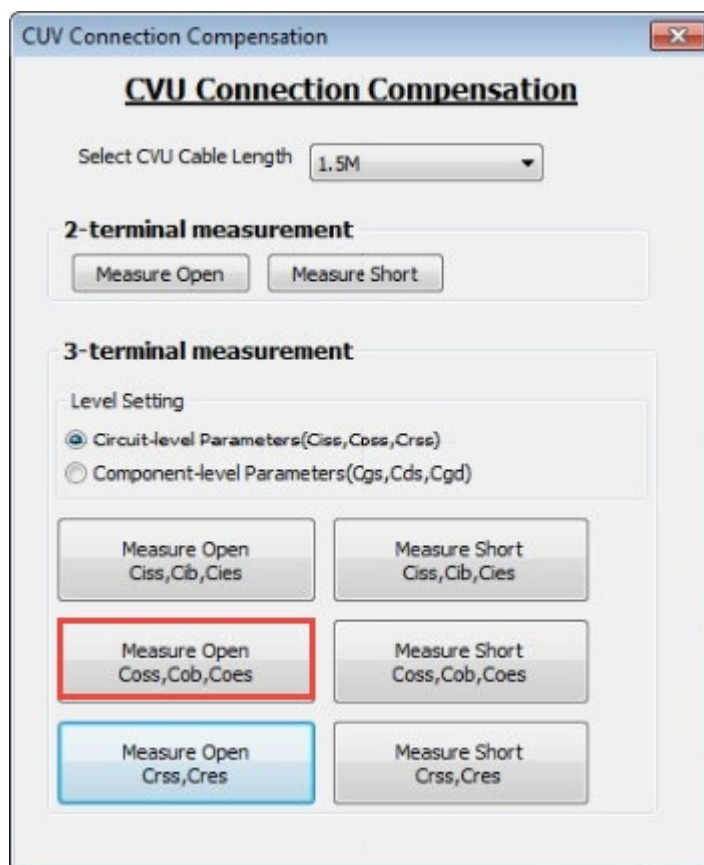 CUV Connection Compensation
CVU Connection Compensation
Select CVU Cable Length 1.5M
2-terminal measurement
Measure Open Measure Short
3-terminal measurement
Level Setting
Circuit-level Parameters(Ciss,Coss,Crss)
Component-level Parameters(Cgs,Cds,Cgd)
Measure Open Measure Short
Ciss,Cib,Cies Ciss,Cib,Cies
Measure Open Measure Short
Coss,Cob,Coes Coss,Cob,Coes
Measure Open Measure Short
Crss,Cres Crss,Cres